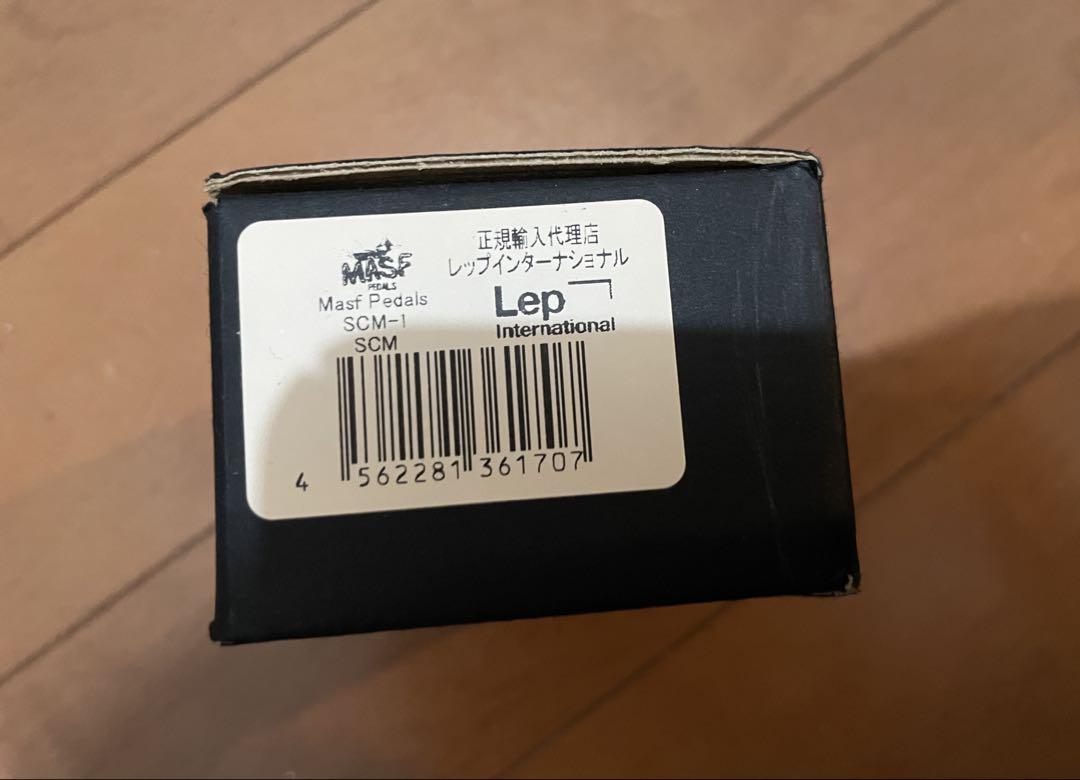 MASF
PEDALS
Masf Pedals
SCM-1
SCM
正規輸入代理店
レップインターナショナル
Lep
International
4 562281 361707